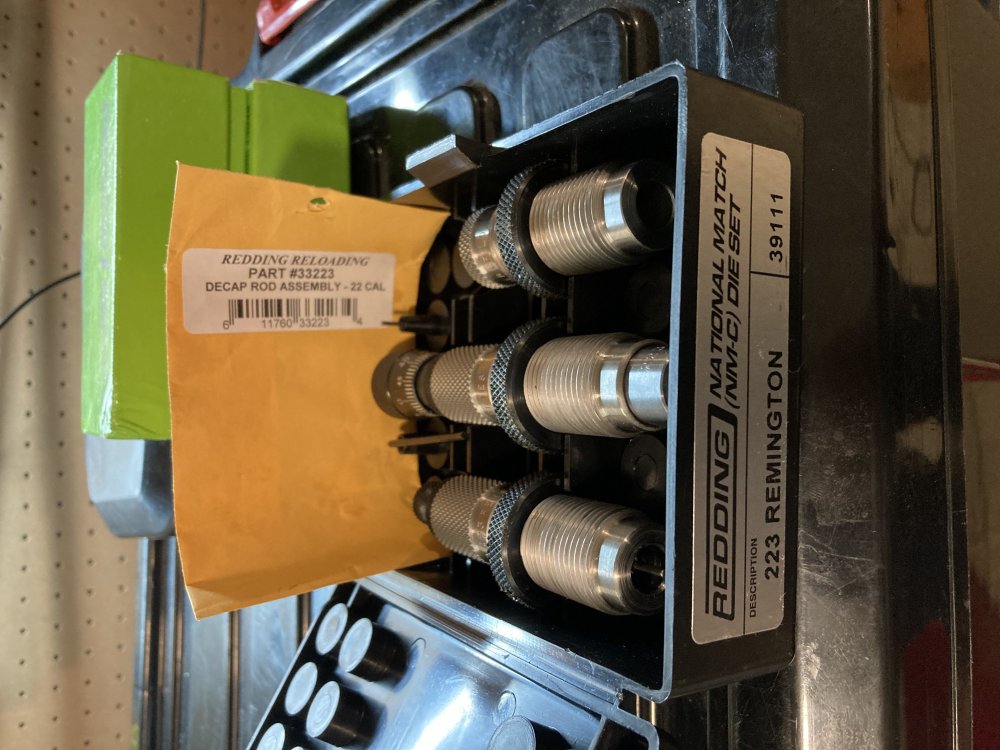 REDDING RELOADING
PART #33223
DECAP ROD ASSEMBLY - 22 CAL
6 11760 33223 4
REDDING
NATIONAL MATCH
(NM-C) DIE SET
DESCRIPTION
223 REMINGTON
39111